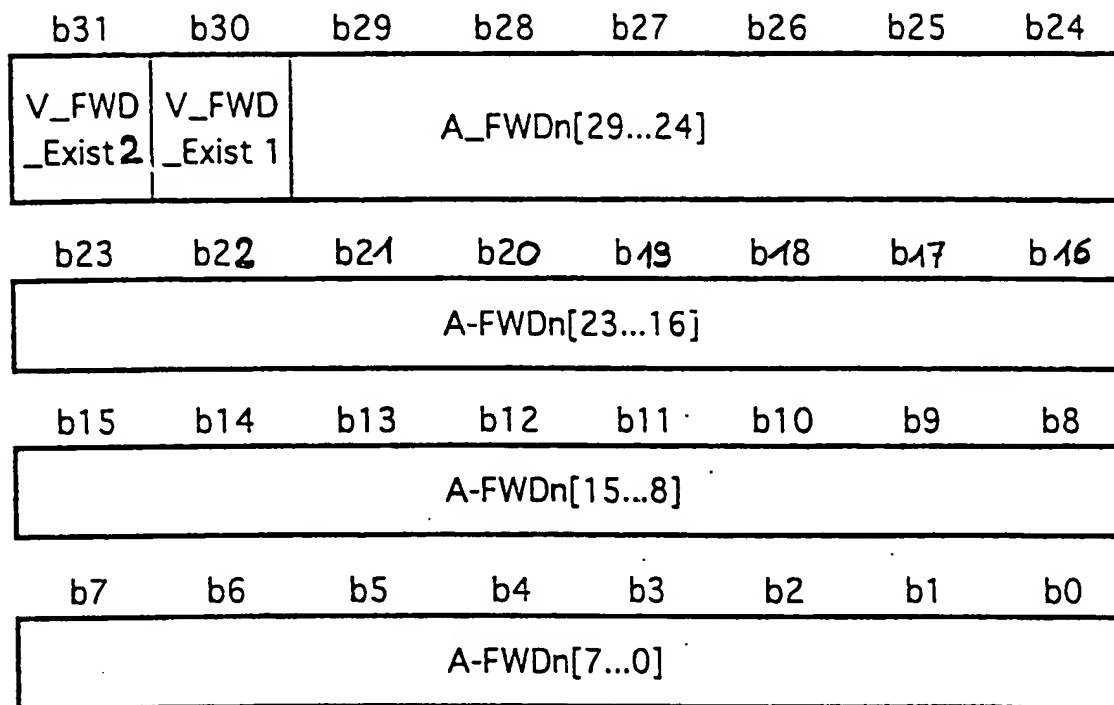 b31 b30 b29 b28 b27 b26 b25 b24
V_FWD V_FWD
_Exist 2 _Exist 1
A_FWDn[29...24]
b23 b22 b21 b20 b19 b18 b17 b16
A-FWDn[23...16]
b15 b14 b13 b12 b11 b10 b9 b8
A-FWDn[15...8]
b7 b6 b5 b4 b3 b2 b1 b0
A-FWDn[7...0]